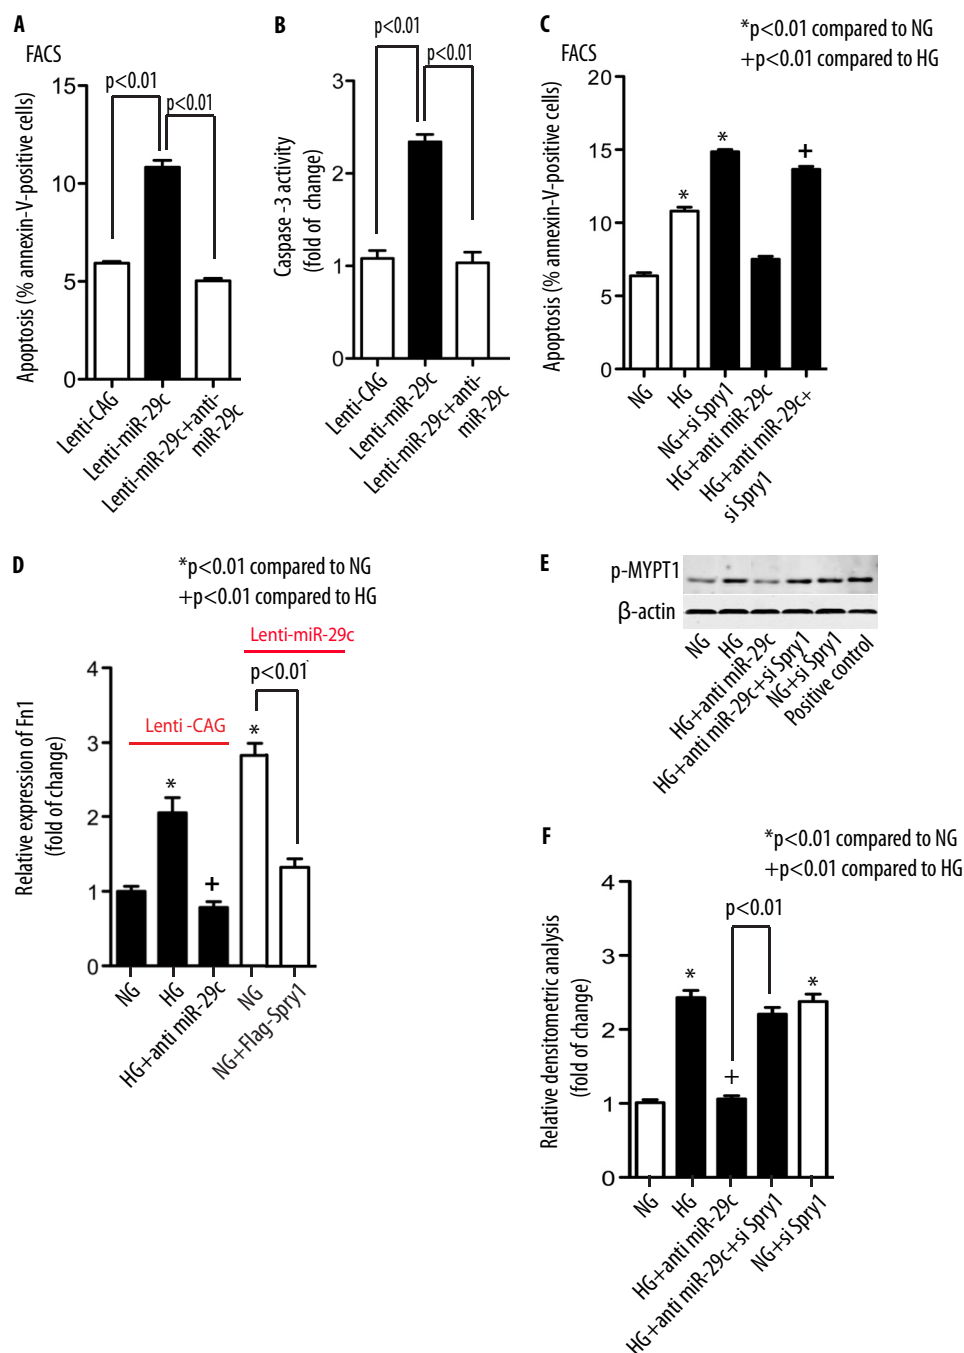 A
FACS
p<0.01
p<0.01
15
10
5
0
Apoptosis (% annexin-V-positive cells)
Lenti-CAG
Lenti-miR-29c
Lenti-miR-29c+anti-
miR-29c
B
p<0.01
p<0.01
3
2
1
0
Caspase -3 activity
(fold of change)
Lenti-CAG
Lenti-miR-29c
Lenti-miR-29c+anti-
miR-29c
C
*p<0.01 compared to NG
+p<0.01 compared to HG
FACS
20
15
10
5
0
Apoptosis (% annexin-V-positive cells)
*
*
+
NG
HG
NG+si Spry1
HG+anti miR-29c
HG+anti miR-29c+
si Spry1
D
*p<0.01 compared to NG
+p<0.01 compared to HG
Lenti-miR-29c
p<0.01
Lenti -CAG
4
3
2
1
0
Relative expression of Fn1
(fold of change)
*
+
*
NG
HG
HG+anti miR-29c
NG
NG+Flag-Spry1
E
p-MYPT1
β-actin
NG
HG
HG+anti miR-29c
HG+anti miR-29c+si Spry1
NG+si Spry1
Positive control
F
*p<0.01 compared to NG
+p<0.01 compared to HG
p<0.01
4
3
2
1
0
Relative densitometric analysis
(fold of change)
*
+
*
NG
HG
HG+anti miR-29c
HG+anti miR-29c+si Spry1
NG+si Spry1